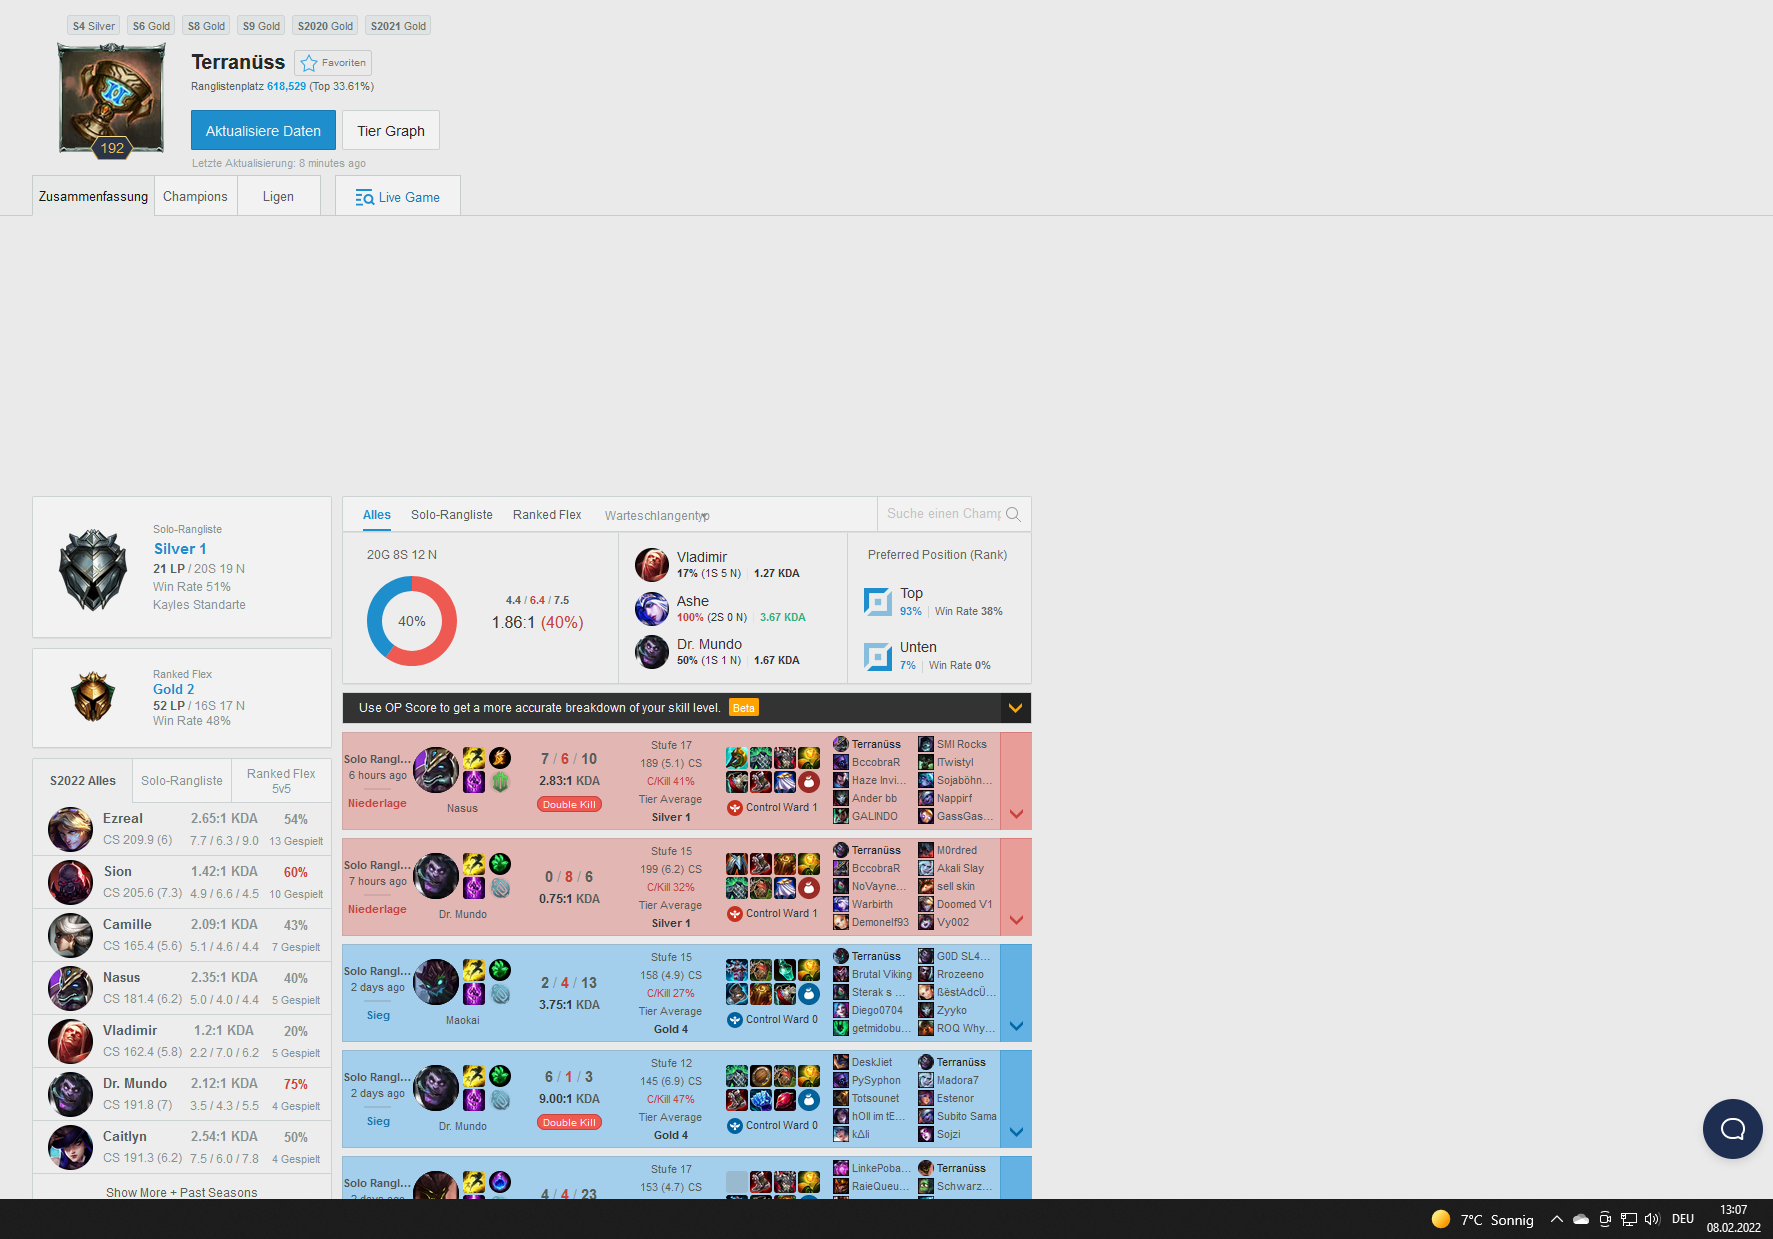 S4 Silver S6 Gold S8 Gold S9 Gold S2020 Gold S2021 Gold
Terranüss Favoriten
Ranglistenplatz 618,529 (Top 33.61%)
192
Aktualisiere Daten Tier Graph
Letzte Aktualisierung: 8 minutes ago
Zusammenfassung Champions Ligen Live Game
Solo-Rangliste
Silver 1
21 LP / 20S 19 N
Win Rate 51%
Kayles Standarte
Ranked Flex
Gold 2
52 LP / 16S 17 N
Win Rate 48%
S2022 Alles Solo-Rangliste Ranked Flex
5v5
Ezreal 2.65:1 KDA 54%
CS 209.9 (6) 7.7 / 6.3 / 9.0 13 Gespielt
Sion 1.42:1 KDA 60%
CS 205.6 (7.3) 4.9 / 6.6 / 4.5 10 Gespielt
Camille 2.09:1 KDA 43%
CS 165.4 (5.6) 5.1 / 4.6 / 4.4 7 Gespielt
Nasus 2.35:1 KDA 40%
CS 181.4 (6.2) 5.0 / 4.0 / 4.4 5 Gespielt
Vladimir 1.2:1 KDA 20%
CS 162.4 (5.8) 2.2 / 7.0 / 6.2 5 Gespielt
Dr. Mundo 2.12:1 KDA 75%
CS 191.8 (7) 3.5 / 4.3 / 5.5 4 Gespielt
Caitlyn 2.54:1 KDA 50%
CS 191.3 (6.2) 7.5 / 6.0 / 7.8 4 Gespielt
Show More + Past Seasons
Alles Solo-Rangliste Ranked Flex Warteschlangentyp Suche einen Champ
20G 8S 12 N
40%
4.4 / 6.4 / 7.5
1.86:1 (40%)
Vladimir
17% (1S 5 N) 1.27 KDA
Ashe
100% (2S 0 N) 3.67 KDA
Dr. Mundo
50% (1S 1 N) 1.67 KDA
Preferred Position (Rank)
Top
93% Win Rate 38%
Unten
7% Win Rate 0%
Use OP Score to get a more accurate breakdown of your skill level. Beta
Solo Rangl...
6 hours ago
Niederlage
Nasus
7 / 6 / 10
2.83:1 KDA
Double Kill
Stufe 17
189 (5.1) CS
C/Kill 41%
Tier Average
Silver 1
Control Ward 1
Terranüss SMI Rocks
BccobraR ITwistyI
Haze Invi... Sojaböhn...
Ander bb Nappirf
GALINDO GassGas...
Solo Rangl...
7 hours ago
Niederlage
Dr. Mundo
0 / 8 / 6
0.75:1 KDA
Stufe 15
199 (6.2) CS
C/Kill 32%
Tier Average
Silver 1
Control Ward 1
Terranüss M0rdred
BccobraR Akali Slay
NoVayne... sell skin
Warbirth Doomed V1
Demonelf93 Vy002
Solo Rangl...
2 days ago
Sieg
Maokai
2 / 4 / 13
3.75:1 KDA
Stufe 15
158 (4.9) CS
C/Kill 27%
Tier Average
Gold 4
Control Ward 0
Terranüss G0D SL4...
Brutal Viking Rrozeeno
Sterak s ... ßëstAdcÜ...
Diego0704 Zyyko
getmidobu... ROQ Why...
Solo Rangl...
2 days ago
Sieg
Dr. Mundo
6 / 1 / 3
9.00:1 KDA
Double Kill
Stufe 12
145 (6.9) CS
C/Kill 47%
Tier Average
Gold 4
Control Ward 0
DeskJiet Terranüss
PySyphon Madora7
Totsounet Estenor
hOll im tE... Subito Sama
k∆li Sojzi
Solo Rangl...
2 days ago
4 / 4 / 23
Stufe 17
153 (4.7) CS
LinkePoba... Terranüss
RaieQueu... Schwarz...
7°C Sonnig DEU 13:07
08.02.2022